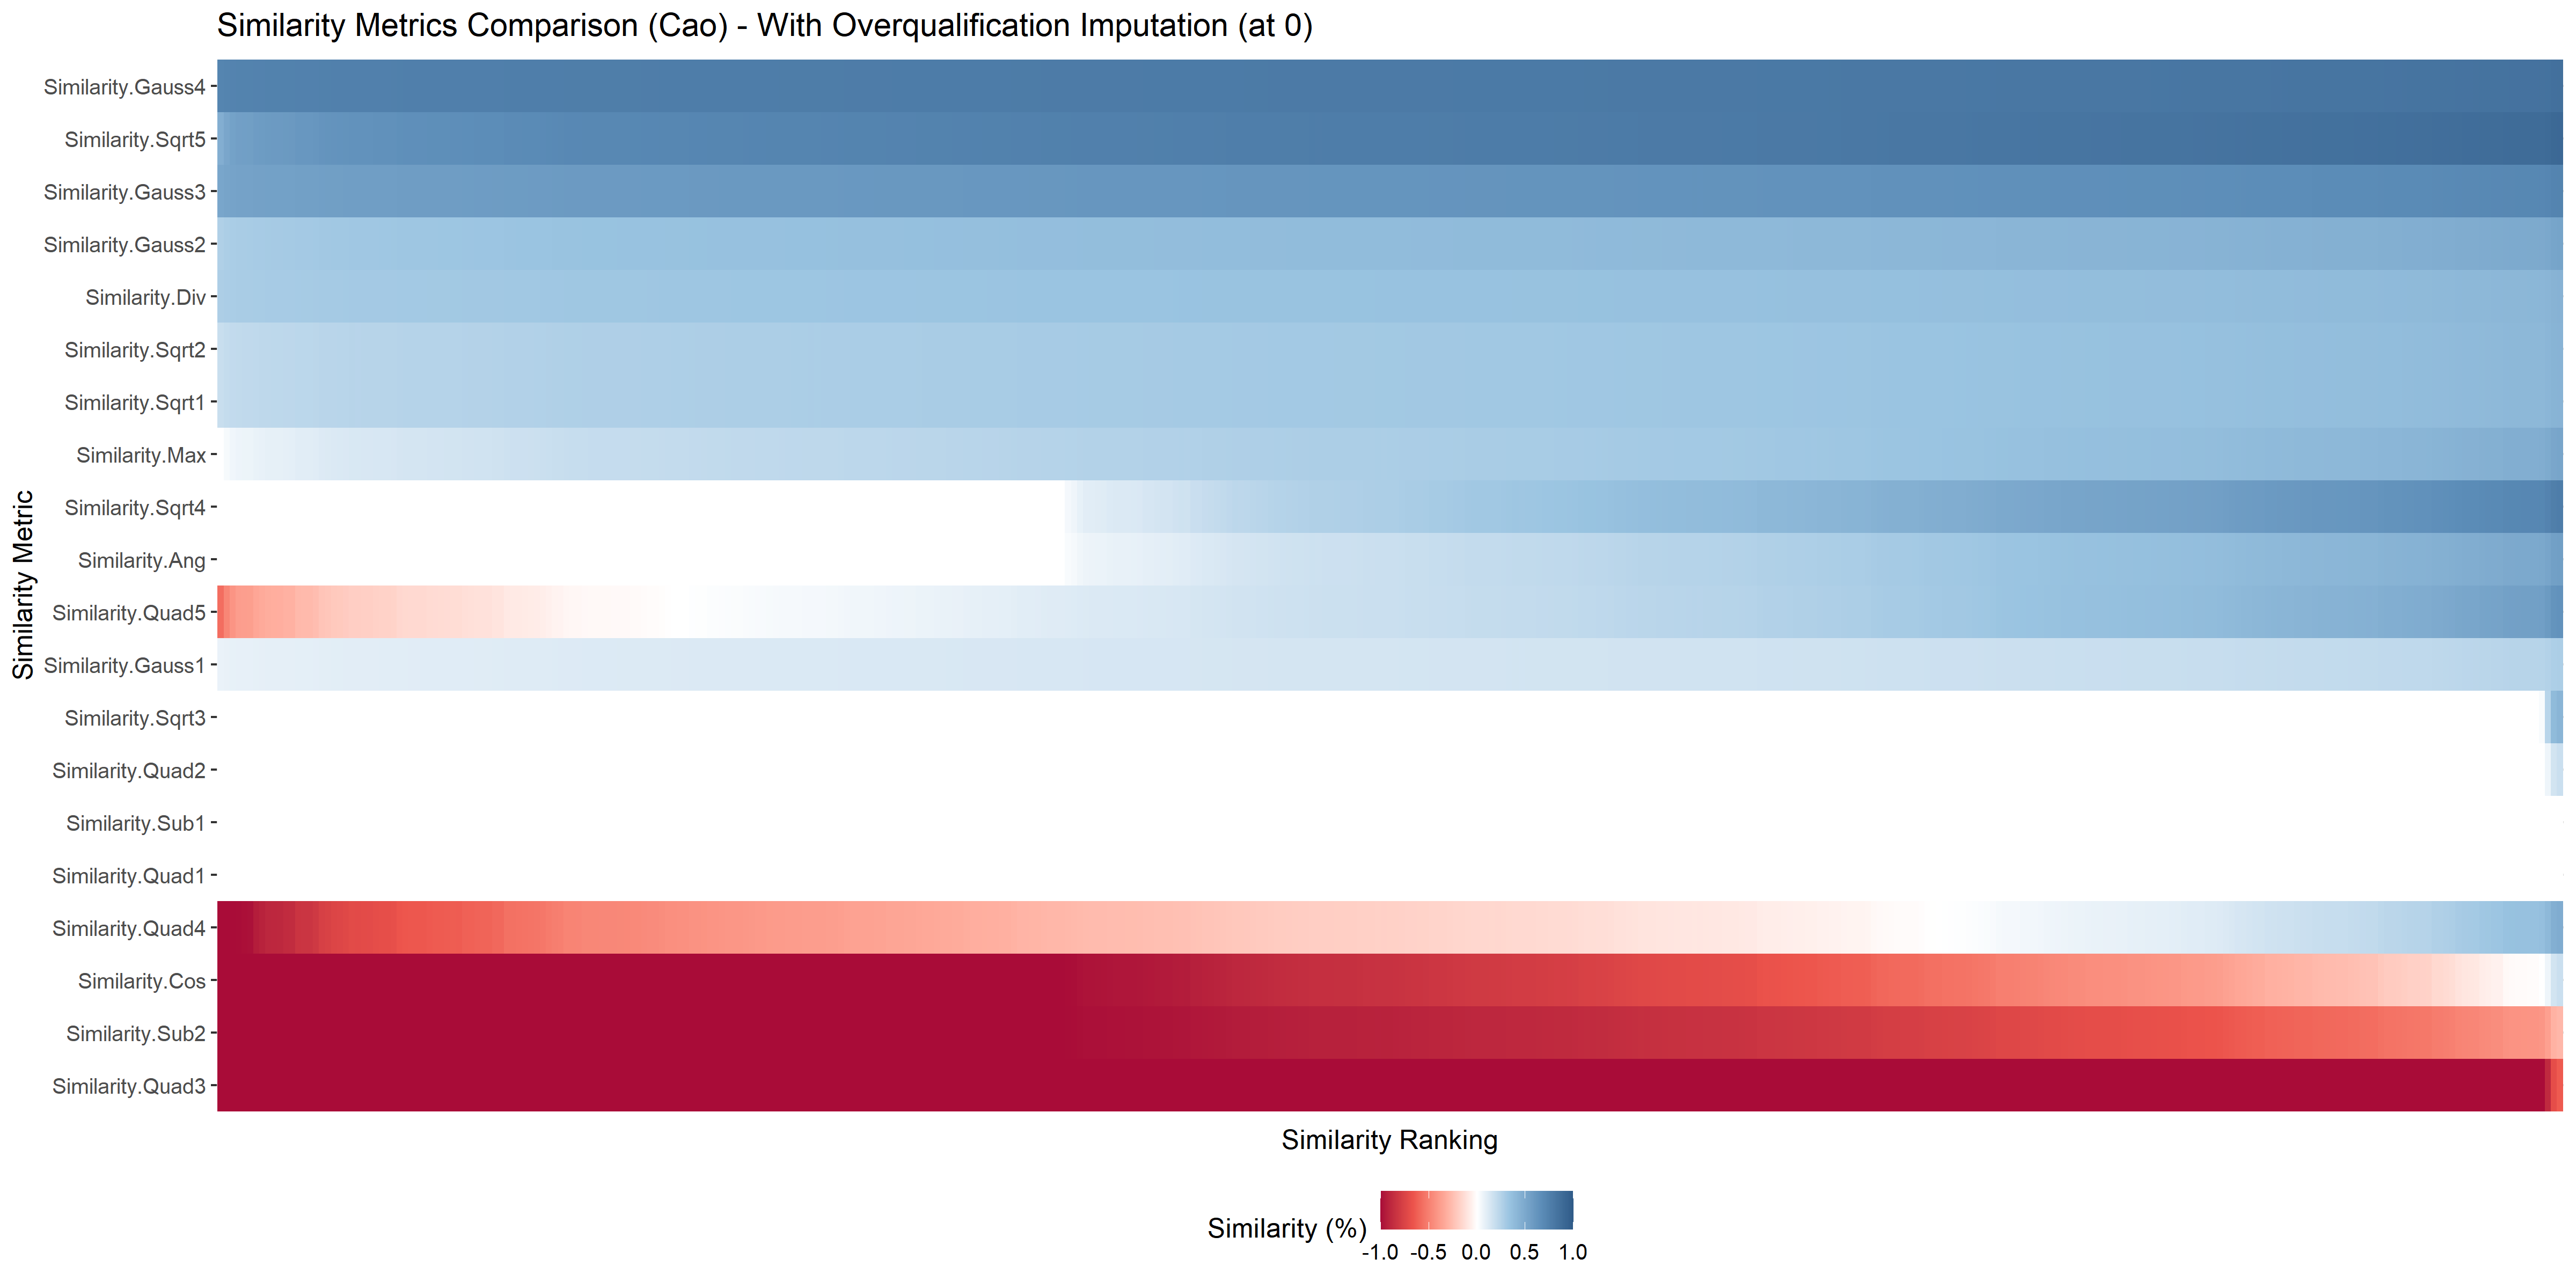 Similarity Metrics Comparison (Cao) - With Overqualification Imputation (at 0)
Similarity Metric
Similarity.Gauss4
Similarity.Sqrt5
Similarity.Gauss3
Similarity.Gauss2
Similarity.Div
Similarity.Sqrt2
Similarity.Sqrt1
Similarity.Max
Similarity.Sqrt4
Similarity.Ang
Similarity.Quad5
Similarity.Gauss1
Similarity.Sqrt3
Similarity.Quad2
Similarity.Sub1
Similarity.Quad1
Similarity.Quad4
Similarity.Cos
Similarity.Sub2
Similarity.Quad3
Similarity Ranking
Similarity (%)
-1.0 -0.5 0.0 0.5 1.0